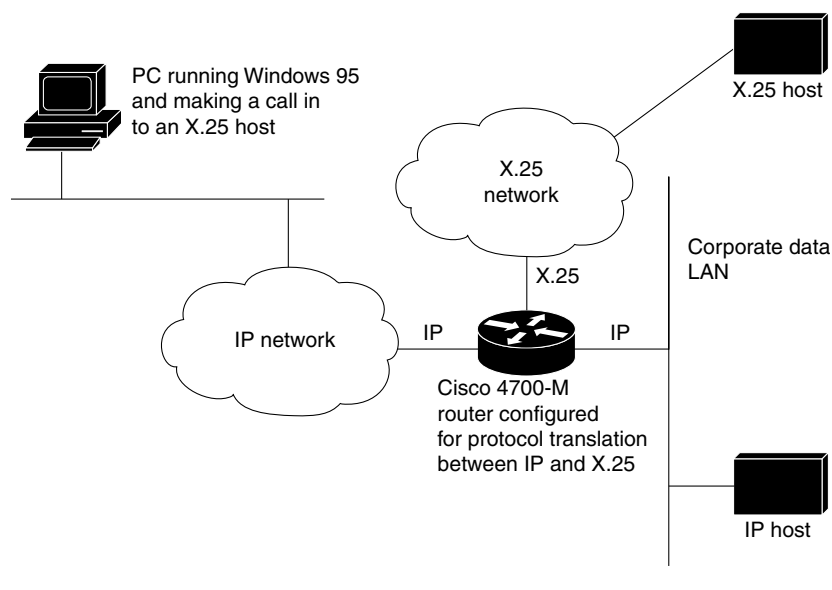 PC running Windows 95
and making a call in
to an X.25 host
X.25 host
X.25
network
Corporate data
LAN
X.25
IP network
IP
IP
Cisco 4700-M
router configured
for protocol translation
between IP and X.25
IP host